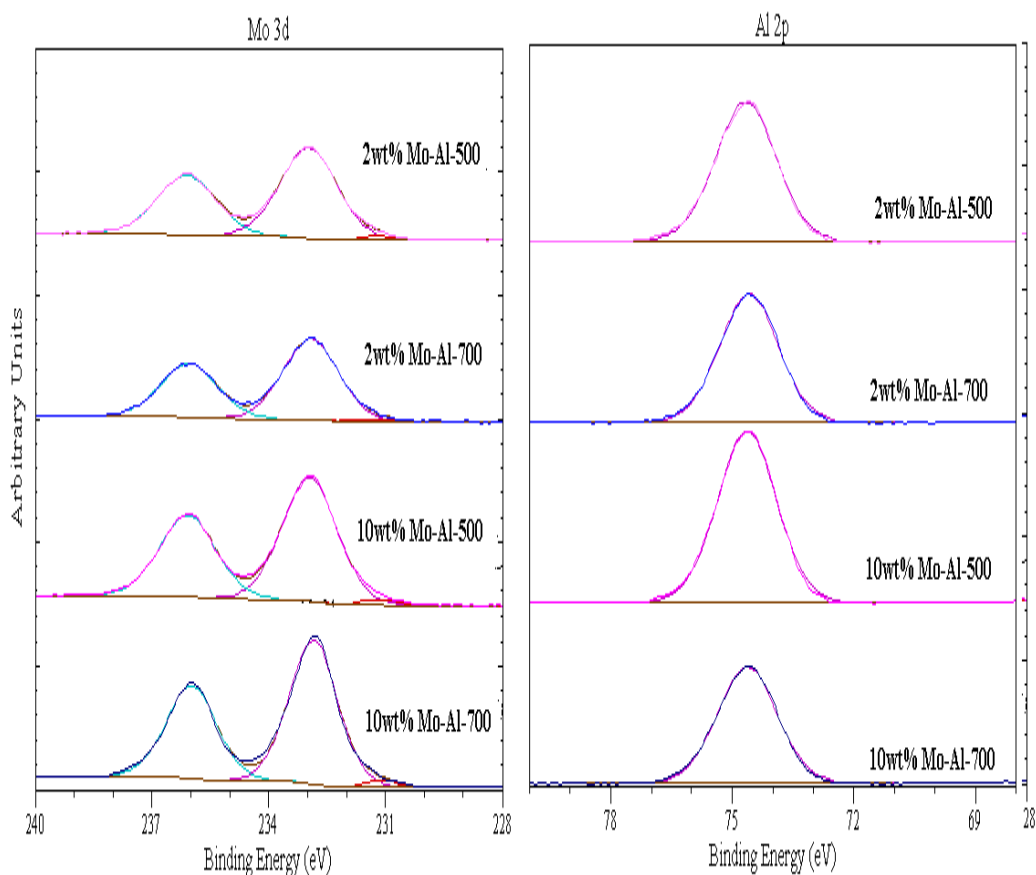 Mo 3d
Al 2p
2wt% Mo-Al-500
2wt% Mo-Al-500
2wt% Mo-Al-700
2wt% Mo-Al-700
10wt% Mo-Al-500
10wt% Mo-Al-500
10wt% Mo-Al-700
10wt% Mo-Al-700
Arbitrary Units
240 237 234 231 228
78 75 72 69 28
Binding Energy (eV)
Binding Energy (eV)